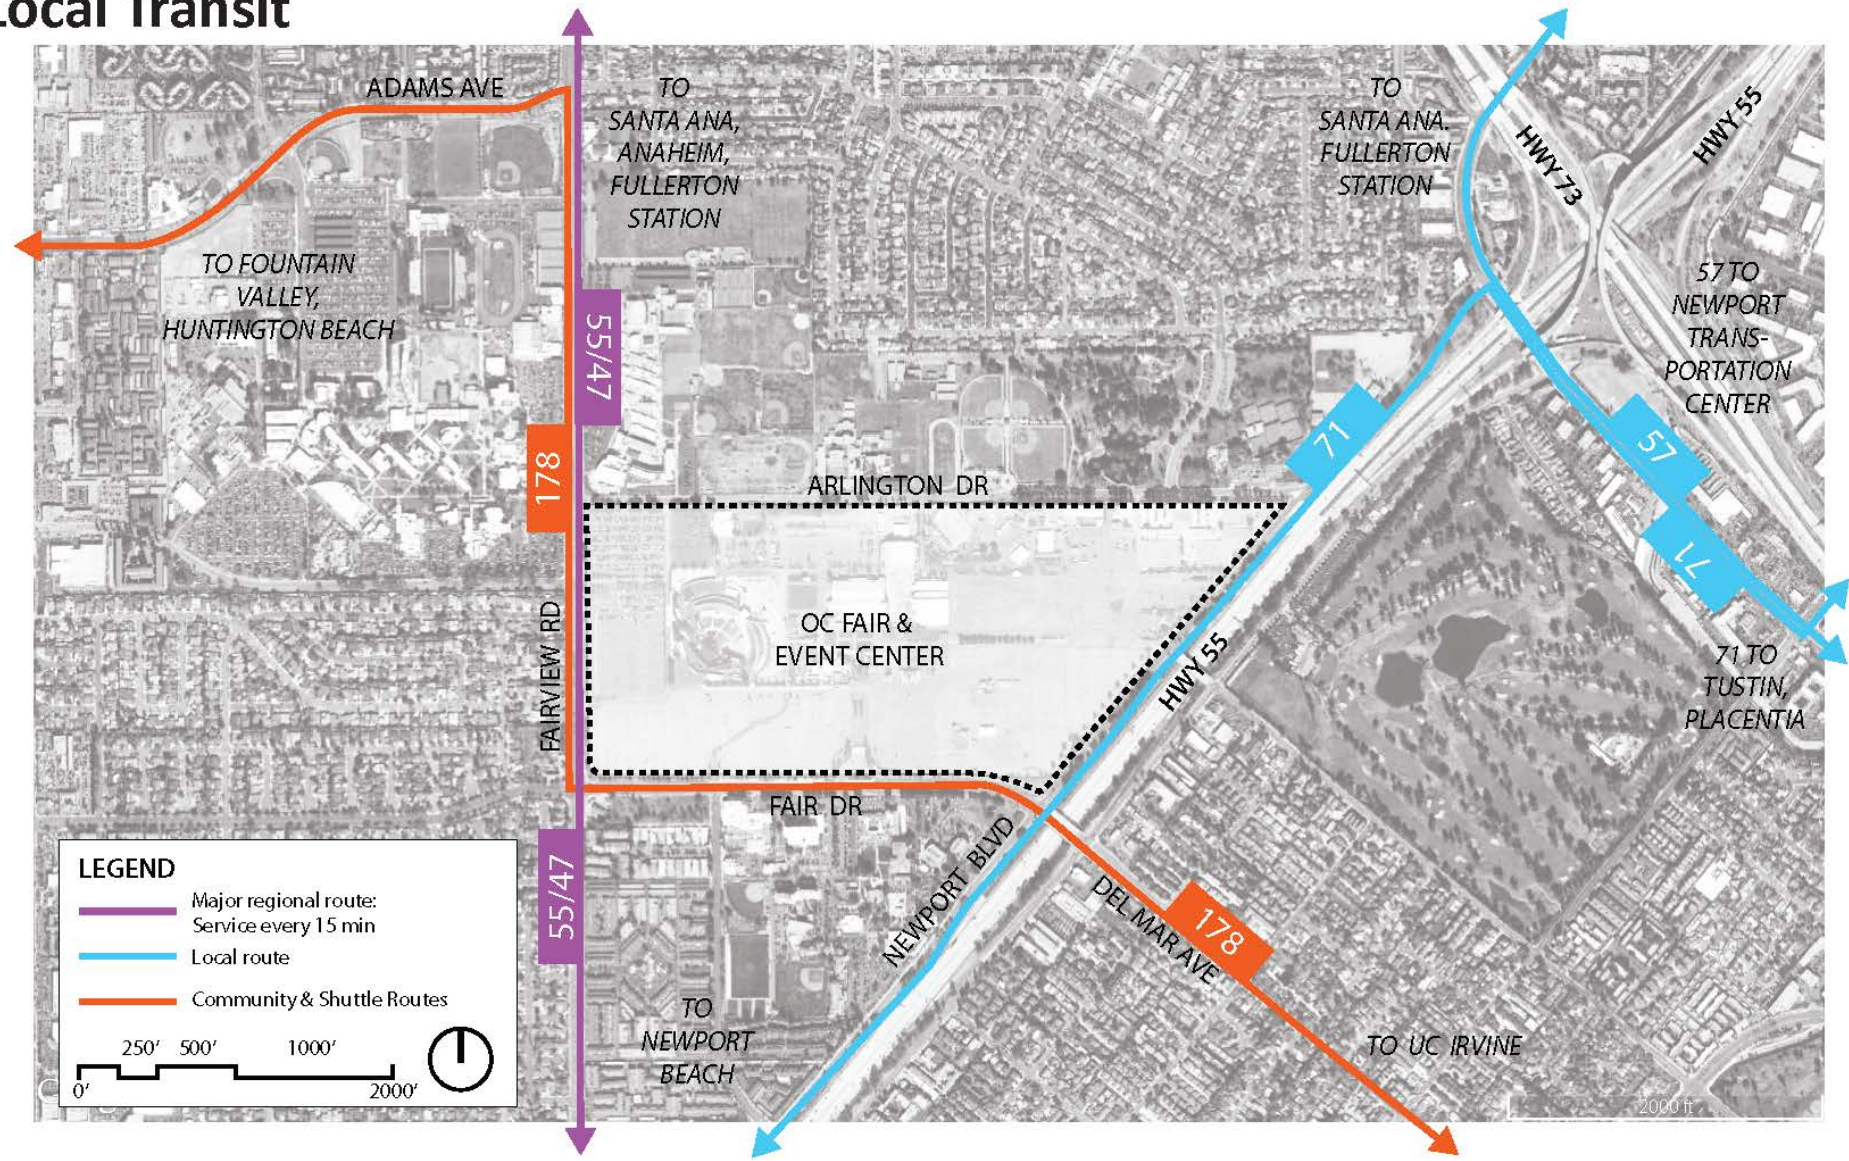 Local Transit
ADAMS AVE
TO
SANTA ANA,
ANAHEIM,
FULLERTON
STATION
TO
SANTA ANA.
FULLERTON
STATION
HWY 73
HWY 55
TO FOUNTAIN
VALLEY,
HUNTINGTON BEACH
57 TO
NEWPORT
TRANS-
PORTATION
CENTER
55/47
178
71
57
71
ARLINGTON DR
OC FAIR &
EVENT CENTER
FAIRVIEW RD
HWY 55
71 TO
TUSTIN,
PLACENTIA
FAIR DR
NEWPORT BLVD
DEL MAR AVE
178
55/47
TO
NEWPORT
BEACH
TO UC IRVINE
LEGEND
Major regional route:
Service every 15 min
Local route
Community & Shuttle Routes
250' 500' 1000'
0' 2000'
2000 ft